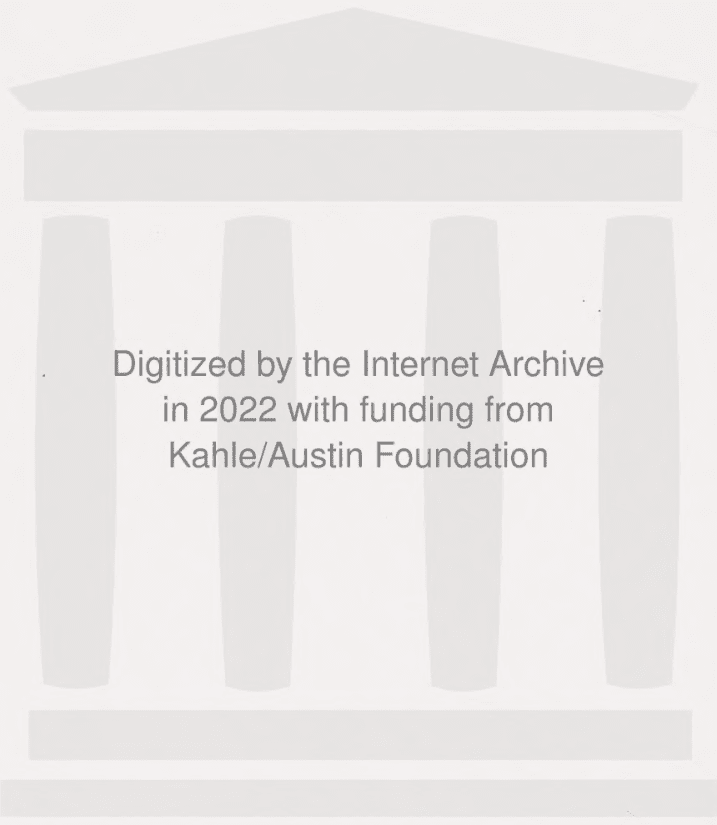 Digitized by the Internet Archive
in 2022 with funding from
Kahle/Austin Foundation